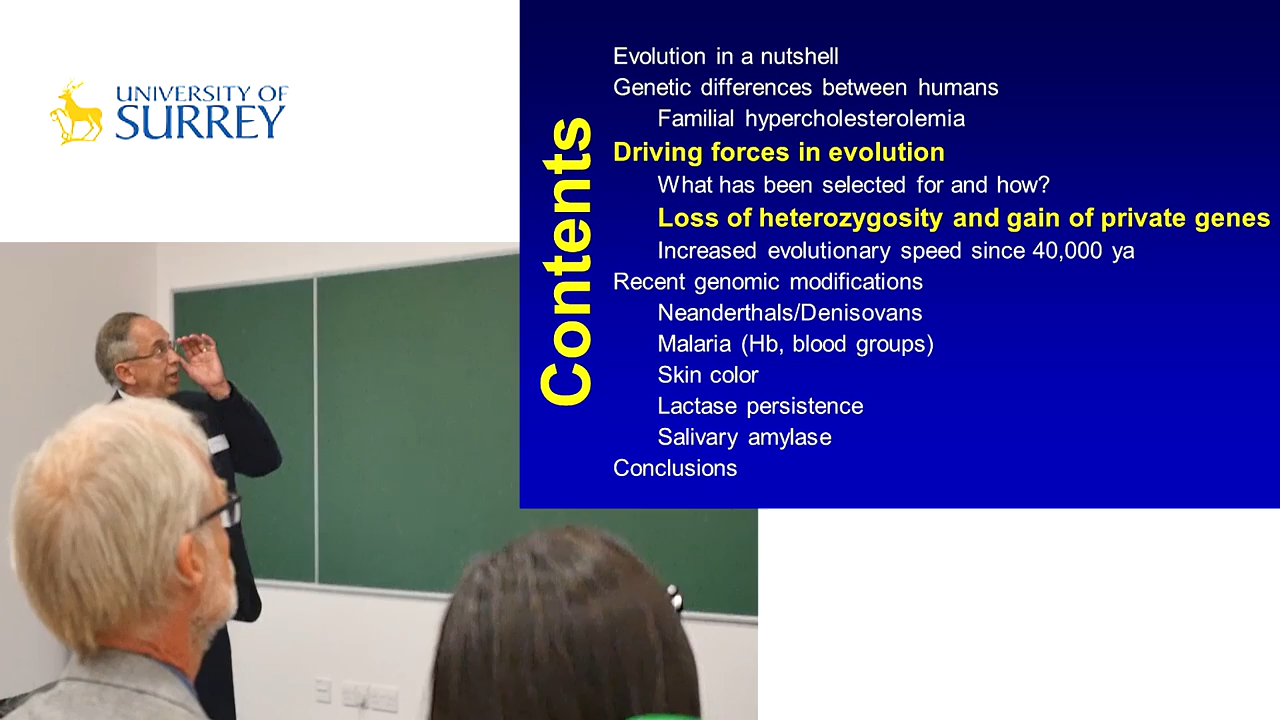 UNIVERSITY OF
SURREY
Contents
Evolution in a nutshell
Genetic differences between humans
Familial hypercholesterolemia
Driving forces in evolution
What has been selected for and how?
Loss of heterozygosity and gain of private genes
Increased evolutionary speed since 40,000 ya
Recent genomic modifications
Neanderthals/Denisovans
Malaria (Hb, blood groups)
Skin color
Lactase persistence
Salivary amylase
Conclusions